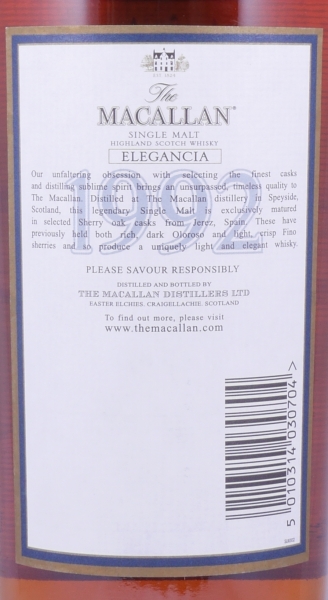 EST. 1824
The
MACALLAN®
SINGLE MALT
HIGHLAND SCOTCH WHISKY
ELEGANCIA
1992
Our unfaltering obsession with selecting the finest casks
and distilling sublime spirit brings an unsurpassed, timeless quality to
The Macallan. Distilled at The Macallan distillery, Speyside,
Scotland, this legendary Single Malt is exclusively matured
in selected Sherry oak casks from Jerez, Spain. These have
previously held both rich, dark Oloroso and light, crisp Fino
sherries and so produce a uniquely light and elegant whisky.
PLEASE SAVOUR RESPONSIBLY
DISTILLED AND BOTTLED BY
THE MACALLAN DISTILLERS LTD
EASTER ELCHIES, CRAIGELLACHIE, SCOTLAND
To find out more, please visit
www.themacallan.com
5 010314 030704 >